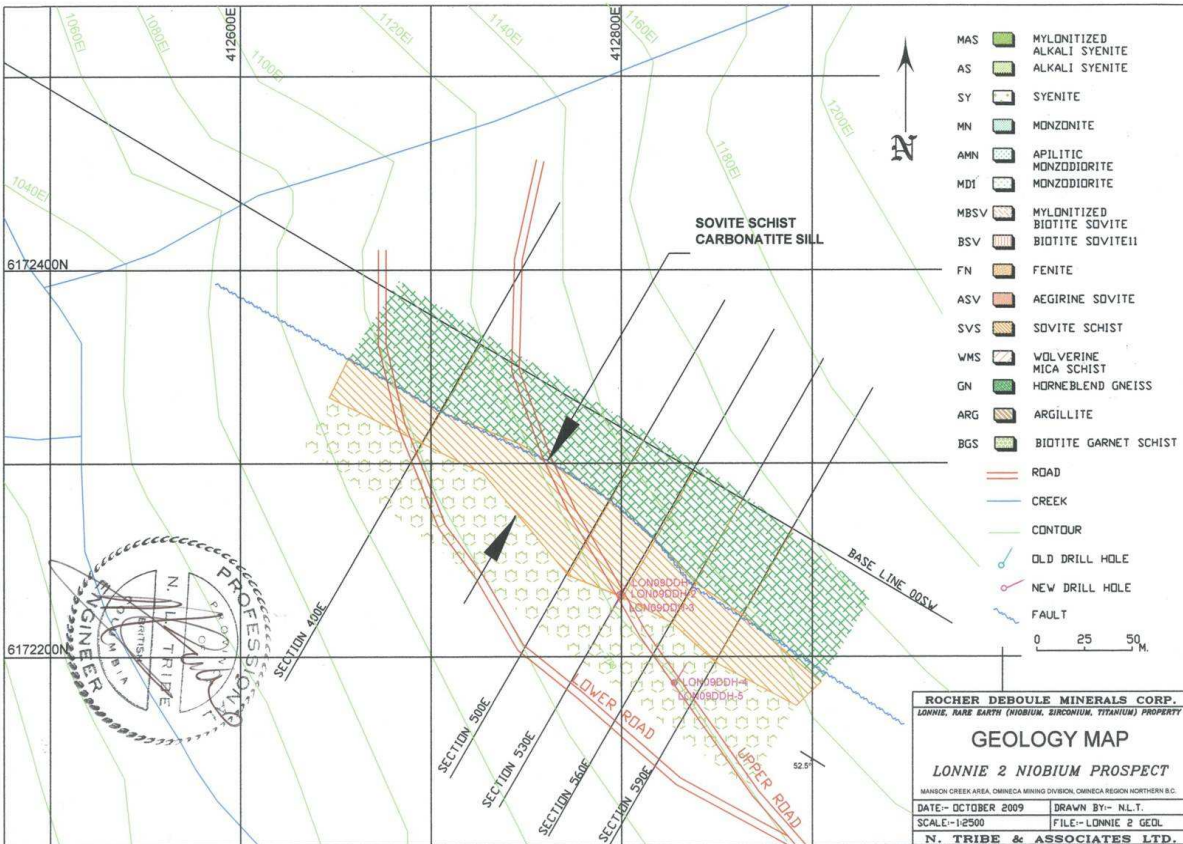 1060El
1080El
1100El
412600E
1120El
1140El
1160El
412800E
1180El
1200El
1040El
N
6172400N
6172200N
SOVITE SCHIST
CARBONATITE SILL
BASE LINE 00SW
SECTION 400E
SECTION 500E
SECTION 530E
SECTION 560E
SECTION 590E
LOWER ROAD
UPPER ROAD
LON09DDH-2
LON09DDH-3
LON09DDH-4
LON09DDH-5
52.5°
PROFESSIONAL
PROVINCE
OF
N. L. TRIBE
BRITISH
COLUMBIA
ENGINEER
MAS MYLONITIZED
ALKALI SYENITE
AS ALKALI SYENITE
SY SYENITE
MN MONZONITE
AMN APILITIC
MONZODIORITE
MD1 MONZODIORITE
MBSV MYLONITIZED
BIOTITE SOVITE
BSV BIOTITE SOVITE11
FN FENITE
ASV AEGIRINE SOVITE
SVS SOVITE SCHIST
WMS WOLVERINE
MICA SCHIST
GN HORNEBLEND GNEISS
ARG ARGILLITE
BGS BIOTITE GARNET SCHIST
ROAD
CREEK
CONTOUR
OLD DRILL HOLE
NEW DRILL HOLE
FAULT
0 25 50 M.
ROCHER DEBOULE MINERALS CORP.
LONNIE, RARE EARTH (NIOBIUM, ZIRCONIUM, TITANIUM) PROPERTY
GEOLOGY MAP
LONNIE 2 NIOBIUM PROSPECT
MANSON CREEK AREA, OMINECA MINING DIVISION, OMINECA REGION NORTHERN B.C.
DATE:- OCTOBER 2009 DRAWN BY:- N.L.T.
SCALE:-1:2500 FILE:- LONNIE 2 GEOL
N. TRIBE & ASSOCIATES LTD.